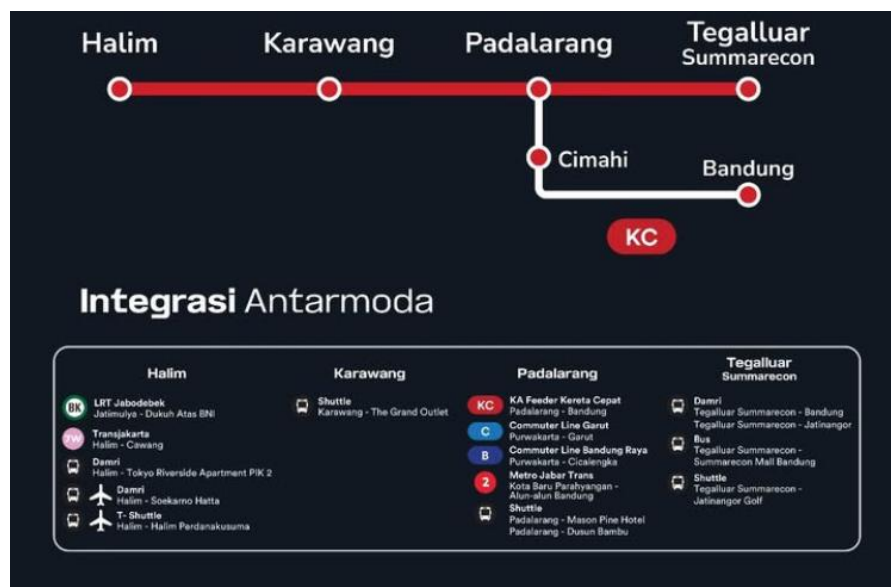 Halim
Karawang
Padalarang
Tegalluar
Summarecon
Cimahi
Bandung
KC
Integrasi Antarmoda
Halim
BK
LRT Jabodebek
Jatimulya - Dukuh Atas BNI
7W
Transjakarta
Halim - Cawang
Damri
Halim - Tokyo Riverside Apartment PIK 2
Damri
Halim - Soekarno Hatta
T- Shuttle
Halim - Halim Perdanakusuma
Karawang
Shuttle
Karawang - The Grand Outlet
Padalarang
KC
KA Feeder Kereta Cepat
Padalarang - Bandung
C
Commuter Line Garut
Purwakarta - Garut
B
Commuter Line Bandung Raya
Purwakarta - Cicalengka
2
Metro Jabar Trans
Kota Baru Parahyangan -
Alun-alun Bandung
Shuttle
Padalarang - Mason Pine Hotel
Padalarang - Dusun Bambu
Tegalluar
Summarecon
Damri
Tegalluar Summarecon - Bandung
Tegalluar Summarecon - Jatinangor
Bus
Tegalluar Summarecon -
Summarecon Mall Bandung
Shuttle
Tegalluar Summarecon -
Jatinangor Golf